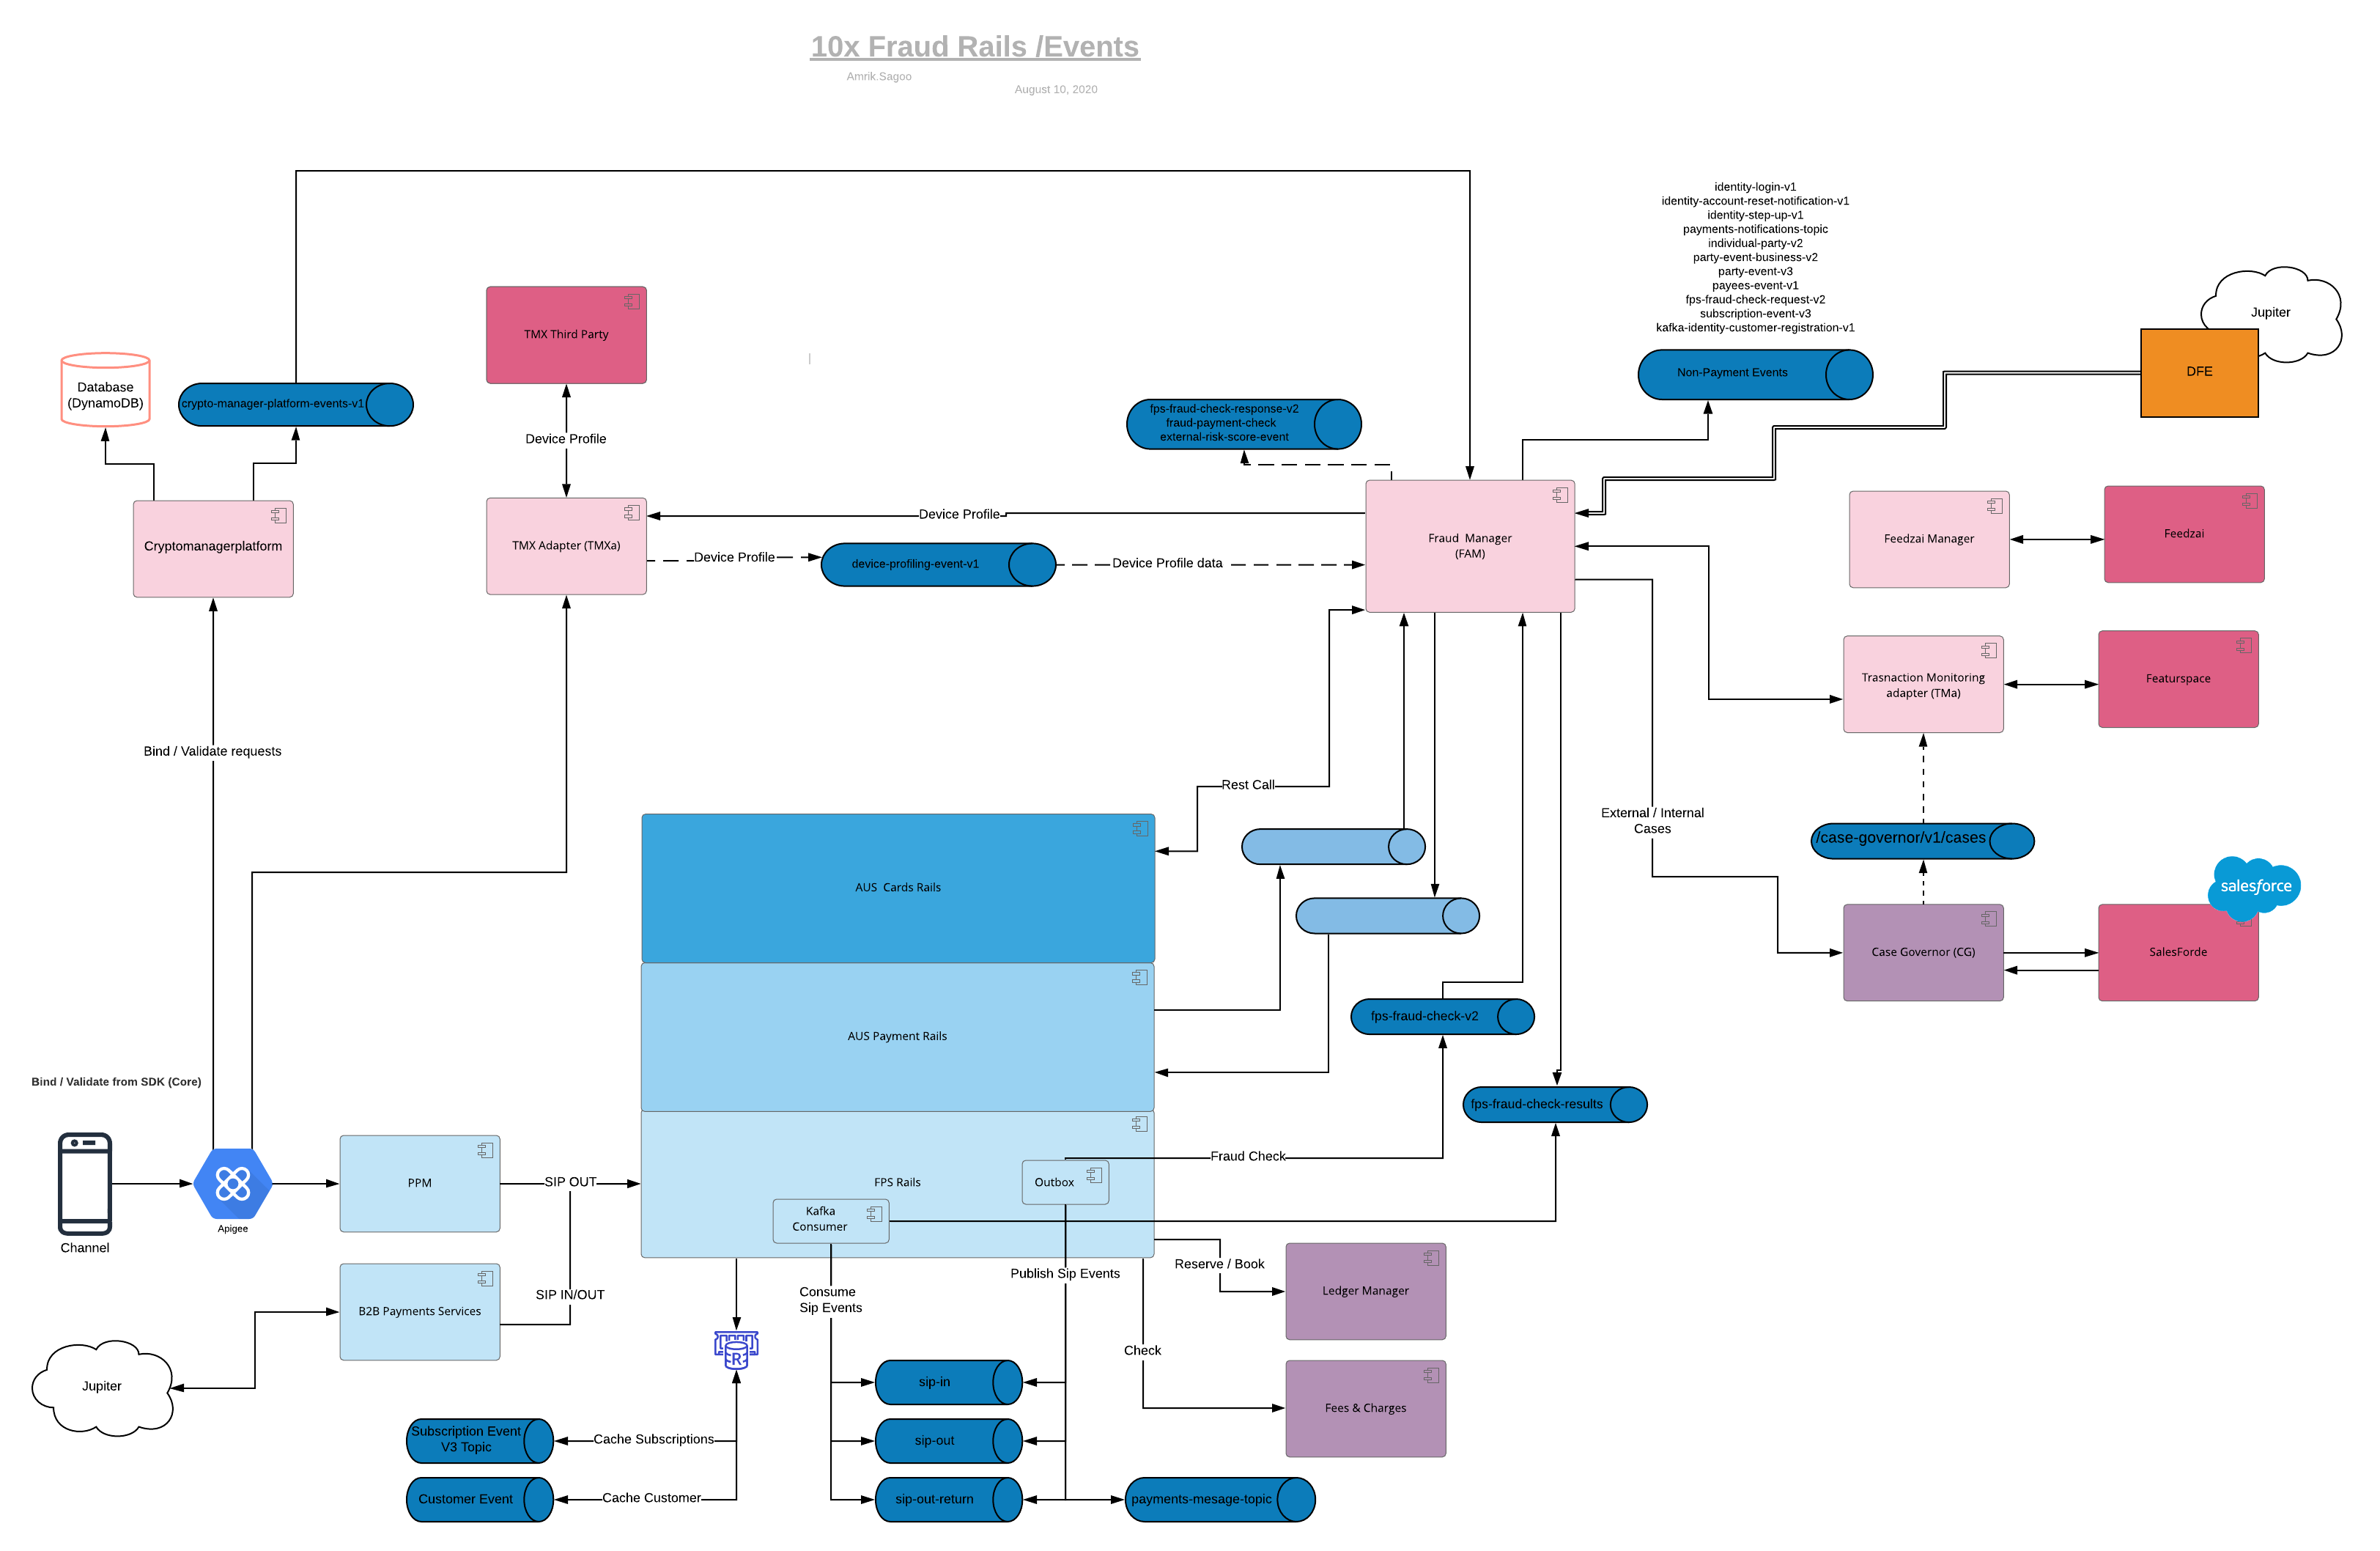 10x Fraud Rails /Events
Amrik.Sagoo
August 10, 2020
identity-login-v1
identity-account-reset-notification-v1
identity-step-up-v1
payments-notifications-topic
individual-party-v2
party-event-business-v2
party-event-v3
payees-event-v1
fps-fraud-check-request-v2
subscription-event-v3
kafka-identity-customer-registration-v1
Jupiter
DFE
Non-Payment Events
TMX Third Party
Database
(DynamoDB)
crypto-manager-platform-events-v1
fps-fraud-check-response-v2
fraud-payment-check
external-risk-score-event
Device Profile
Cryptomanagerplatform
TMX Adapter (TMXa)
Device Profile
Device Profile
device-profiling-event-v1
Device Profile data
Fraud Manager
(FAM)
Feedzai Manager
Feedzai
Trasnaction Monitoring
adapter (TMa)
Featurspace
Bind / Validate requests
Rest Call
External / Internal
Cases
/case-governor/v1/cases
salesforce
AUS Cards Rails
Case Governor (CG)
SalesForde
AUS Payment Rails
fps-fraud-check-v2
Bind / Validate from SDK (Core)
fps-fraud-check-results
Fraud Check
PPM
SIP OUT
FPS Rails
Outbox
Kafka
Consumer
Apigee
Channel
Reserve / Book
Publish Sip Events
Consume
Sip Events
SIP IN/OUT
B2B Payments Services
Ledger Manager
Check
R
Jupiter
sip-in
Fees & Charges
Subscription Event
V3 Topic
Cache Subscriptions
sip-out
Customer Event
Cache Customer
sip-out-return
payments-mesage-topic